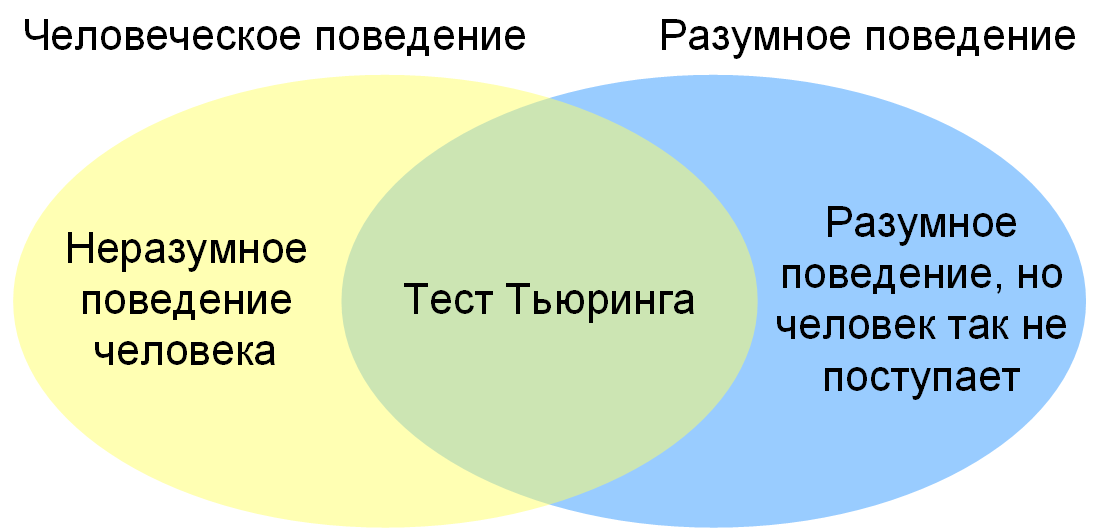 Человеческое поведение
Разумное поведение
Неразумное
поведение
человека
Тест Тьюринга
Разумное
поведение, но
человек так не
поступает